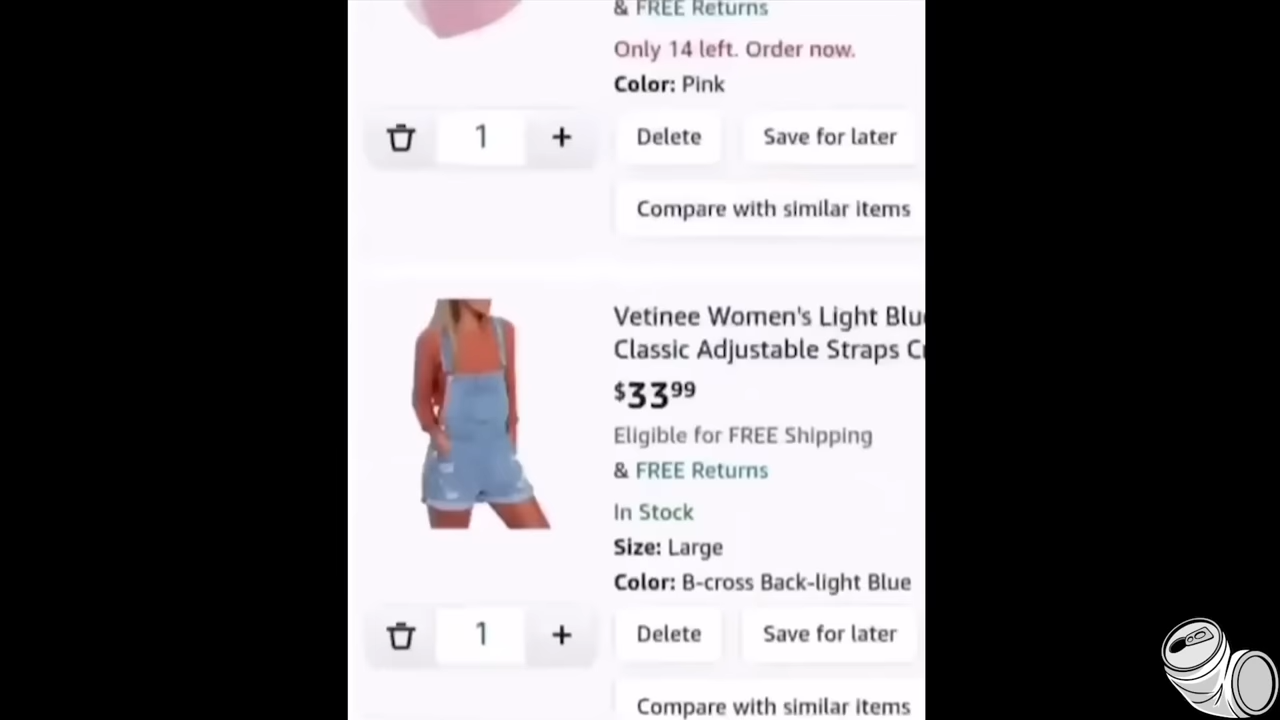 & FREE Returns
Only 14 left. Order now.
Color: Pink
1 + Delete Save for later
Compare with similar items
Vetinee Women's Light
Classic Adjustable Straps
$33.99
Eligible for FREE Shipping
& FREE Returns
In Stock
Size: Large
Color: B-cross Back-light Blue
1 + Delete Save for later
Compare with similar items